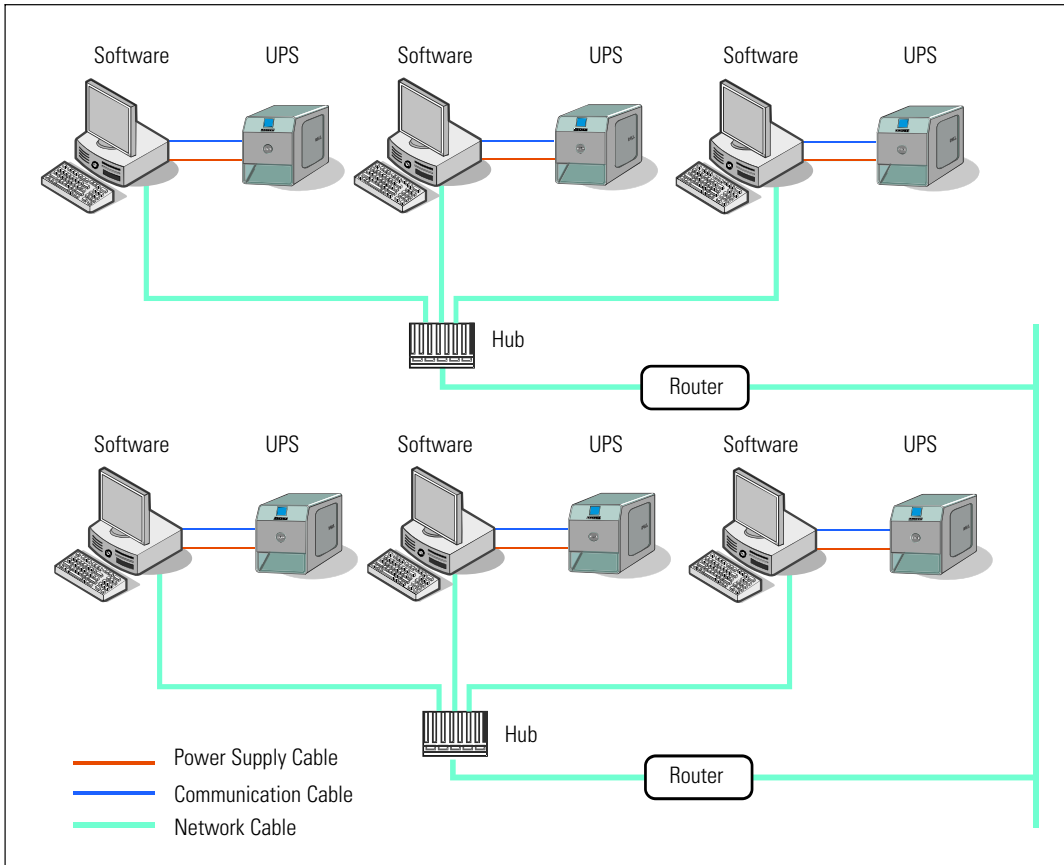 Software UPS Software UPS Software UPS
Hub
Router
Software UPS Software UPS Software UPS
Hub
Router
Power Supply Cable
Communication Cable
Network Cable